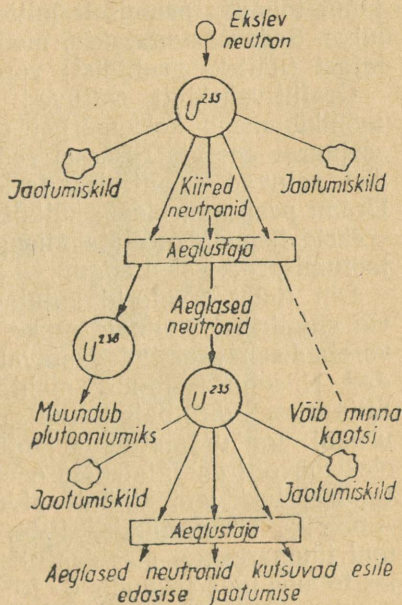 Ekslev
neutron
U²³⁵
Jaotumiskild
Kiired
neutronid
Jaotumiskild
Aeglustaja
Aeglased
neutronid
U²³⁸
U²³⁵
Muundub
plutooniumiks
Võib minna
kaotsi
Jaotumiskild
Jaotumiskild
Aeglustaja
Aeglased neutronid kutsuvad esile
edasise jaotumise